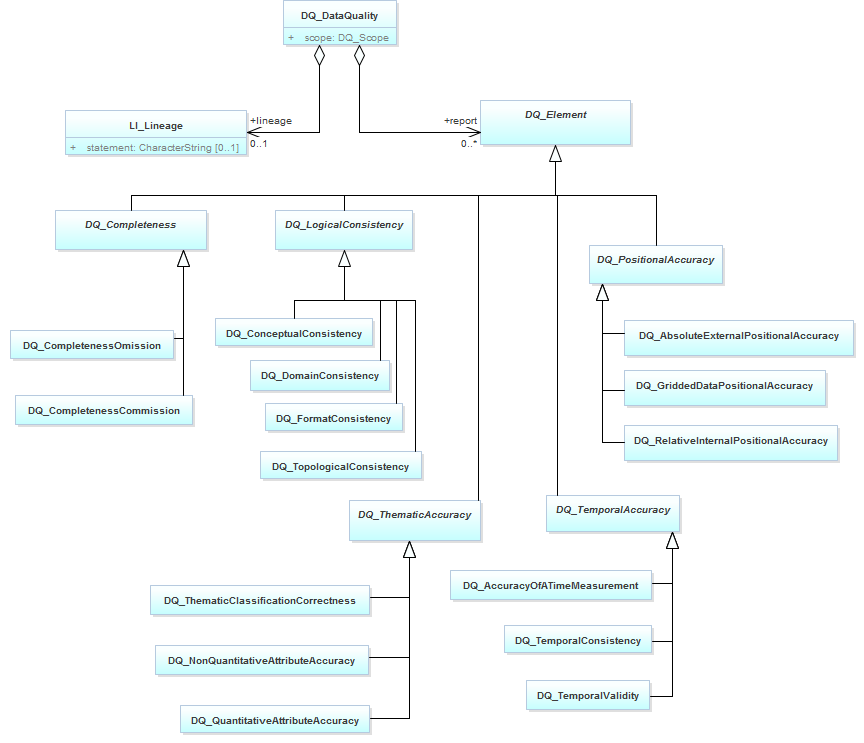 DQ_DataQuality
+ scope: DQ_Scope
+lineage
0..1
+report
0..*
LI_Lineage
+ statement: CharacterString [0..1]
DQ_Element
DQ_Completeness
DQ_LogicalConsistency
DQ_PositionalAccuracy
DQ_CompletenessOmission
DQ_CompletenessCommission
DQ_ConceptualConsistency
DQ_DomainConsistency
DQ_FormatConsistency
DQ_TopologicalConsistency
DQ_AbsoluteExternalPositionalAccuracy
DQ_GriddedDataPositionalAccuracy
DQ_RelativeInternalPositionalAccuracy
DQ_ThematicAccuracy
DQ_TemporalAccuracy
DQ_ThematicClassificationCorrectness
DQ_NonQuantitativeAttributeAccuracy
DQ_QuantitativeAttributeAccuracy
DQ_AccuracyOfATimeMeasurement
DQ_TemporalConsistency
DQ_TemporalValidity